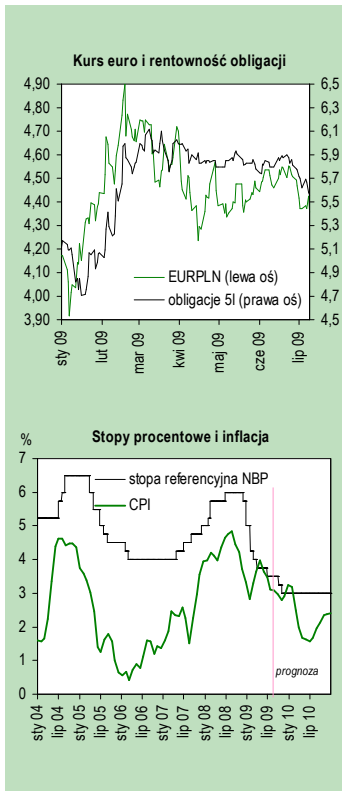 Kurs euro i rentowność obligacji
4,90
4,80
4,70
4,60
4,50
4,40
4,30
4,20
4,10
4,00
3,90
6,5
6,3
6,1
5,9
5,7
5,5
5,3
5,1
4,9
4,7
4,5
EURPLN (lewa oś)
obligacje 5l (prawa oś)
sty 09
lut 09
mar 09
kwi 09
maj 09
cze 09
lip 09
Stopy procentowe i inflacja
%
7
6
5
4
3
2
1
0
stopa referencyjna NBP
CPI
prognoza
sty 04
lip 04
sty 05
lip 05
sty 06
lip 06
sty 07
lip 07
sty 08
lip 08
sty 09
lip 09
sty 10
lip 10